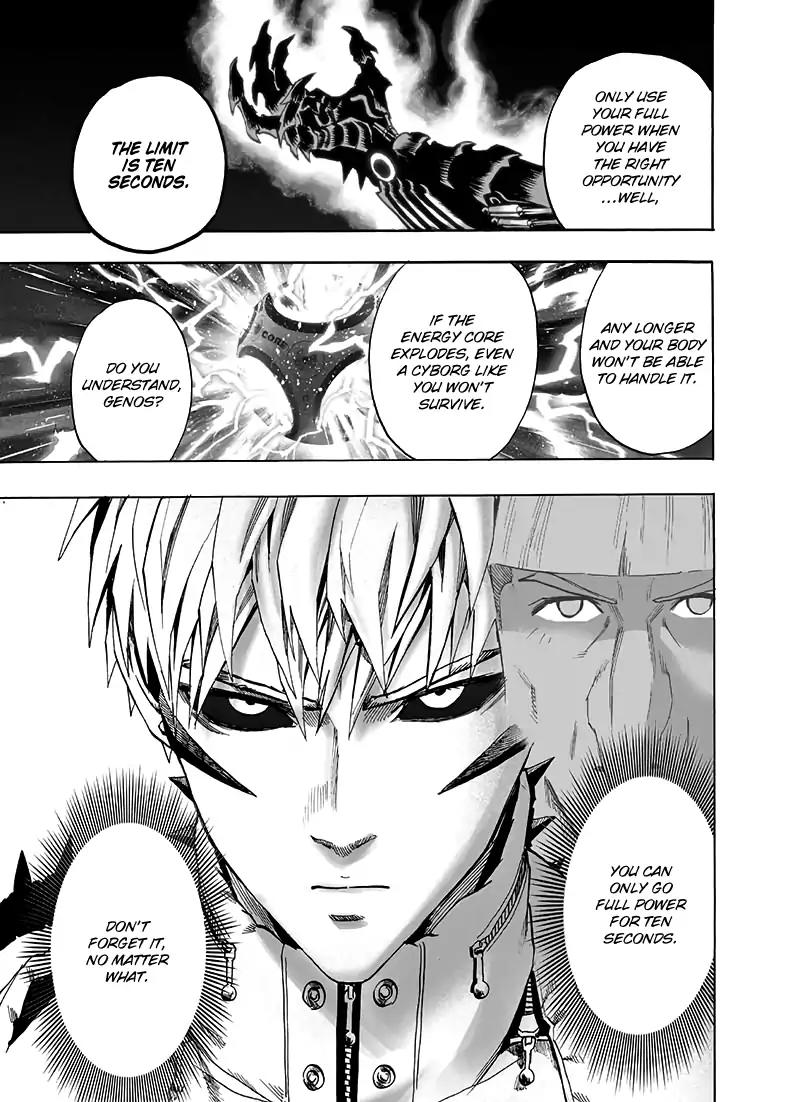 ONLY USE
YOUR FULL
POWER WHEN
YOU HAVE
THE RIGHT
OPPORTUNITY
...WELL,
THE LIMIT
IS TEN
SECONDS.
ANY LONGER
AND YOUR BODY
WON'T BE ABLE
TO HANDLE IT.
IF THE
ENERGY CORE
EXPLODES, EVEN
A CYBORG LIKE
YOU WON'T
SURVIVE.
CORE
DO YOU
UNDERSTAND,
GENOS?
YOU CAN
ONLY GO
FULL POWER
FOR TEN
SECONDS.
DON'T
FORGET IT,
NO MATTER
WHAT.